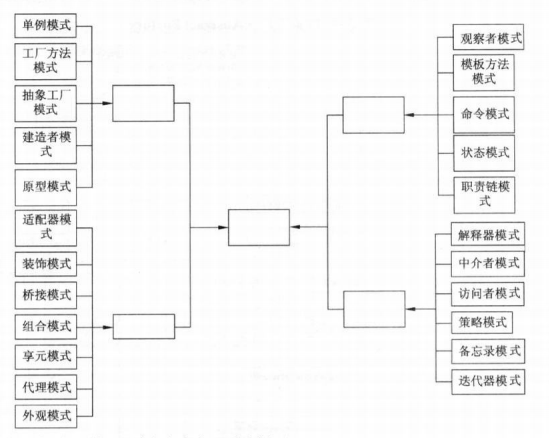 单例模式
工厂方法
模式
抽象工厂
模式
建造者模
式
原型模式
适配器模
式
装饰模式
桥接模式
组合模式
享元模式
代理模式
外观模式
观察者模式
模板方法
模式
命令模式
状态模式
职责链模
式
解释器模式
中介者模式
访问者模式
策略模式
备忘录模式
迭代器模式